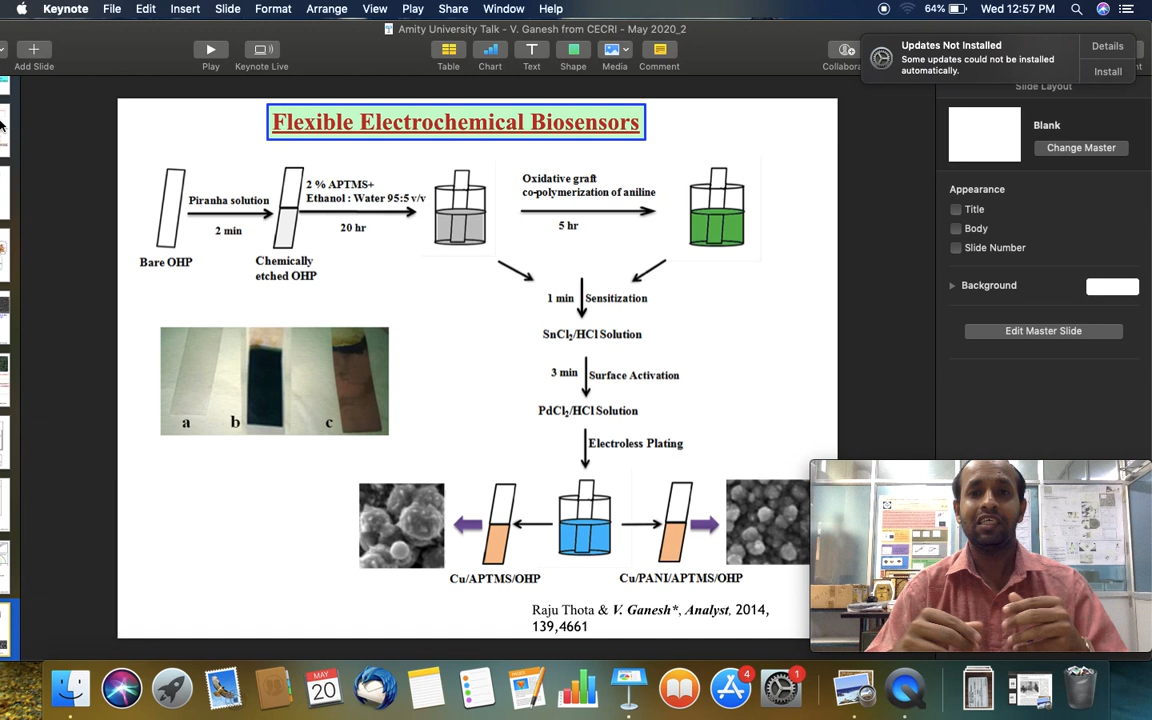 Keynote File Edit Insert Slide Format Arrange View Play Share Window Help
64% Wed 12:57 PM
Amity University Talk - V. Ganesh from CECRI - May 2020_2
Add Slide
Play
Keynote Live
Table
Chart
Text
Shape
Media
Comment
Updates Not Installed
Some updates could not be installed
automatically.
Details
Install
Slide Layout
Blank
Change Master
Appearance
Title
Body
Slide Number
Background
Edit Master Slide
Flexible Electrochemical Biosensors
Piranha solution
2 min
2 % APTMS+
Ethanol : Water 95:5 v/v
20 hr
Oxidative graft
co-polymerization of aniline
5 hr
Bare OHP
Chemically
etched OHP
1 min Sensitization
SnCl₂/HCl Solution
3 min Surface Activation
PdCl₂/HCl Solution
Electroless Plating
a b c
Cu/APTMS/OHP
Cu/PANI/APTMS/OHP
Raju Thota & V. Ganesh*, Analyst, 2014,
139,4661
MAY
20
4
1